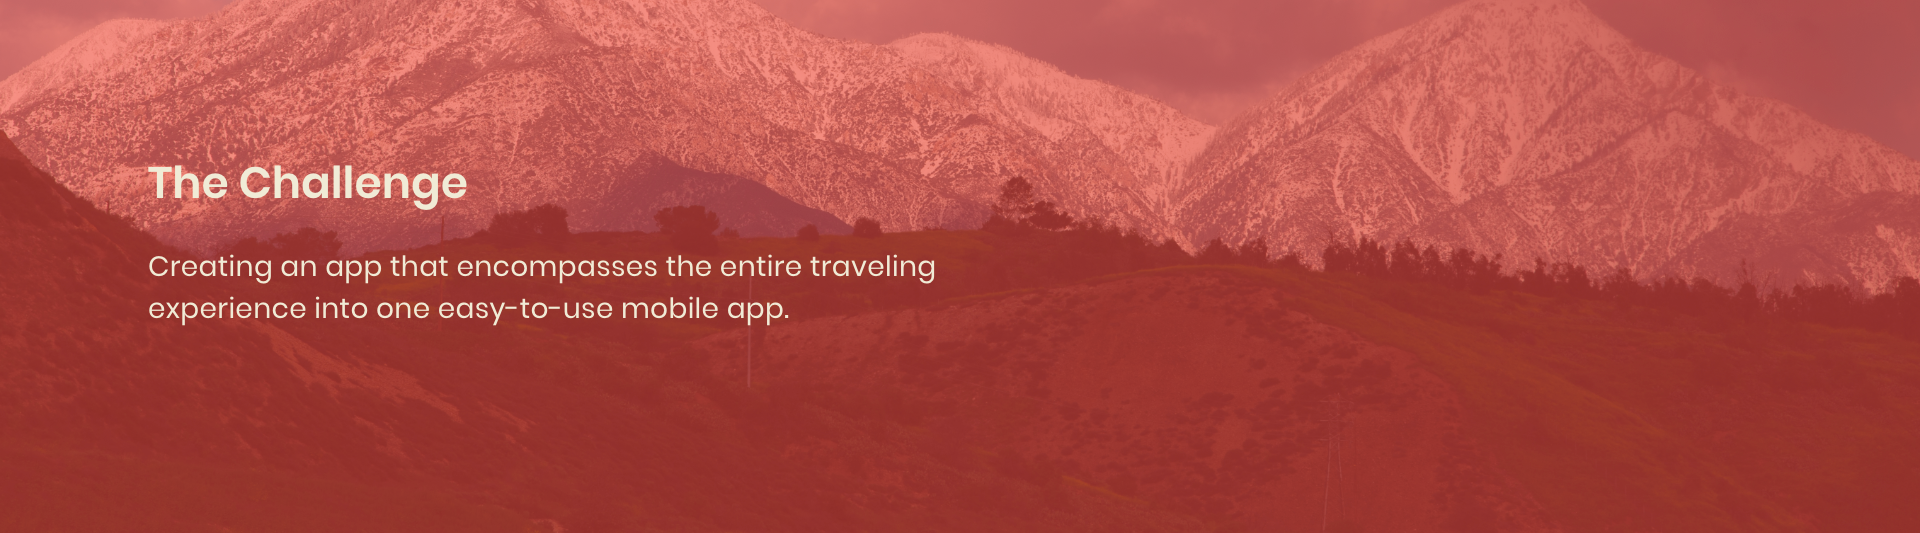 The Challenge
Creating an app that encompasses the entire traveling
experience into one easy-to-use mobile app.